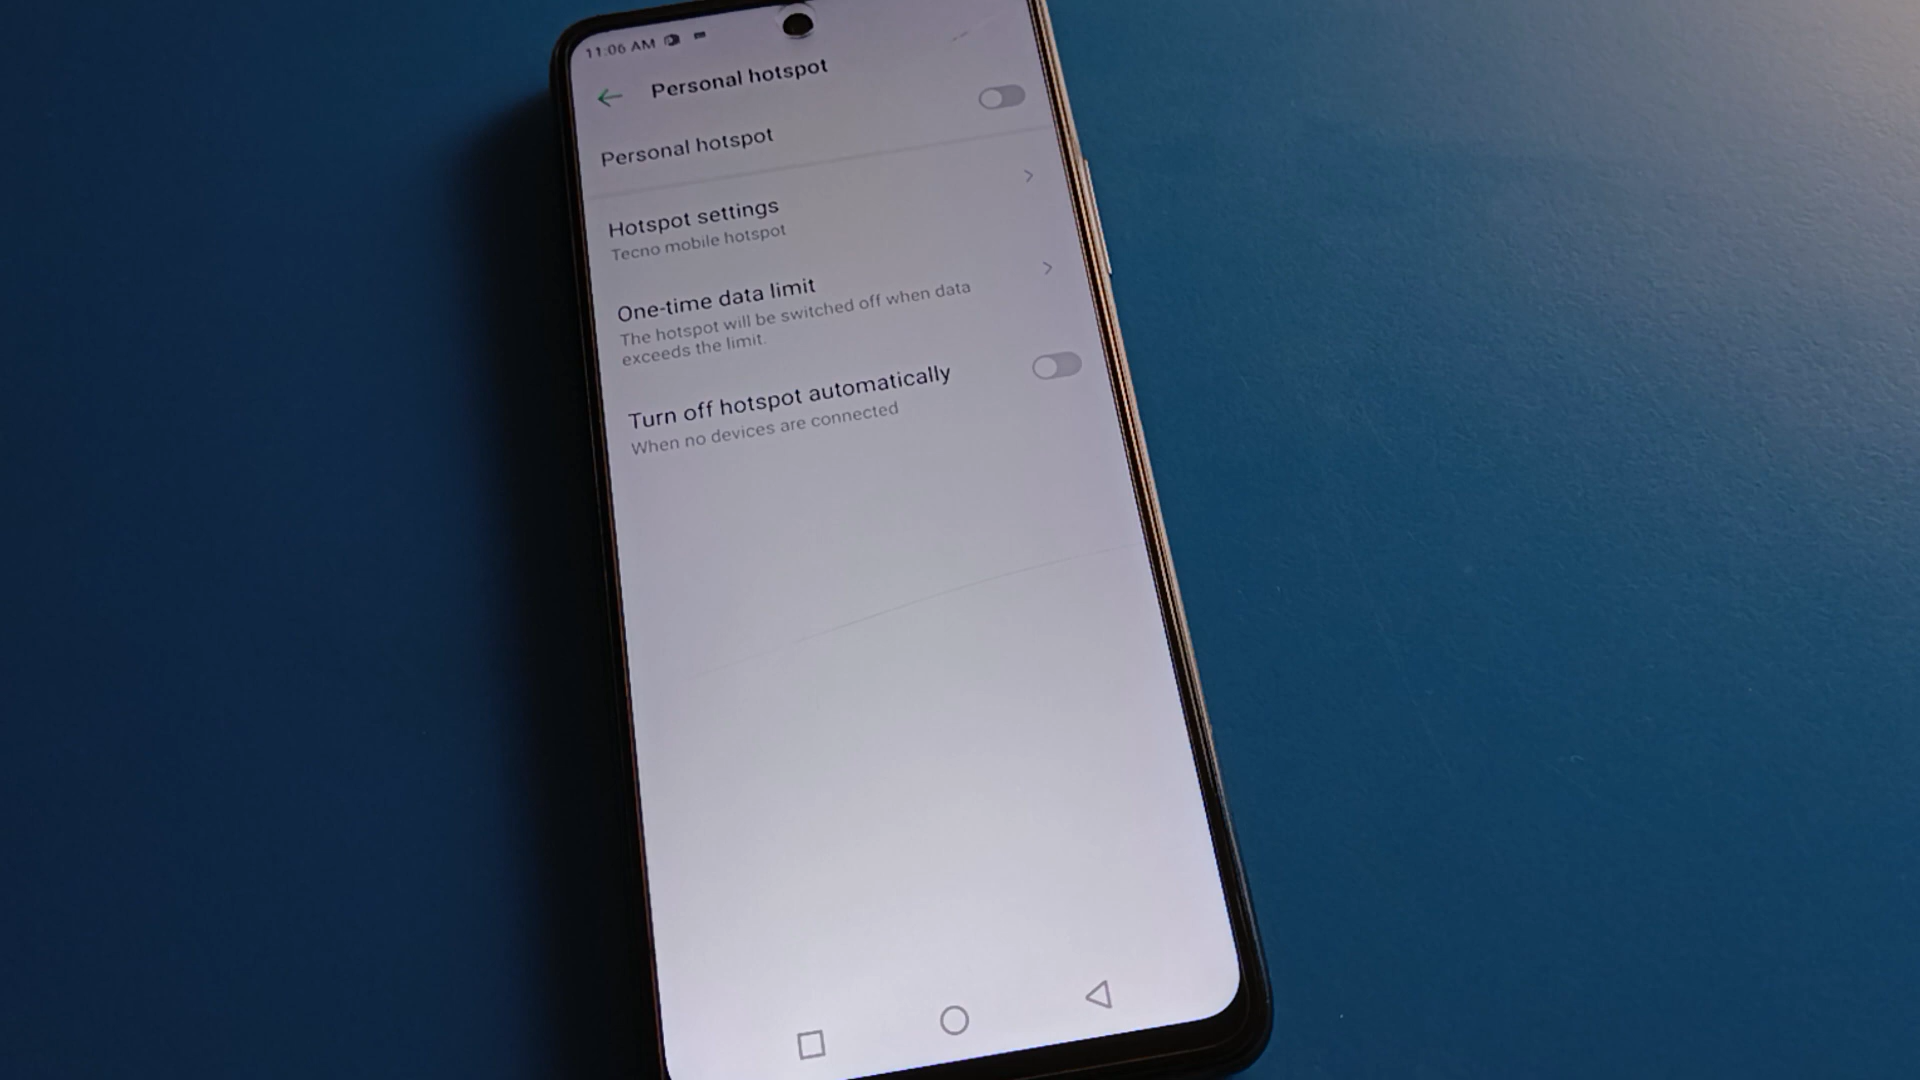 11:06 AM
Personal hotspot
Personal hotspot
Hotspot settings
Tecno mobile hotspot
One-time data limit
The hotspot will be switched off when data
exceeds the limit.
Turn off hotspot automatically
When no devices are connected